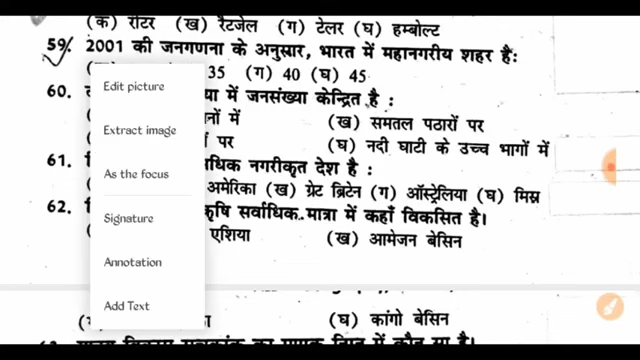 (क) रीटर (ख) रैटजेल (ग) टेलर (घ) हम्बोल्ट
59. 2001 की जनगणना के अनुसार, भारत में महानगरीय शहर हैं:
35 (ग) 40 (घ) 45
Edit picture
60. में जनसंख्या केन्द्रित है :
(ख) समतल पठारों पर
Extract image
पर (घ) नदी घाटी के उच्च भागों में
61. नगरीकृत देश है :
As the focus
अमेरिका (ख) ग्रेट ब्रिटेन (ग) ऑस्ट्रेलिया (घ) मिस्र
62. कृषि सर्वाधिक मात्रा में कहाँ विकसित है।
Signature
एशिया (ख) आमेजन बेसिन
Annotation
Add Text
(घ) कांगो बेसिन